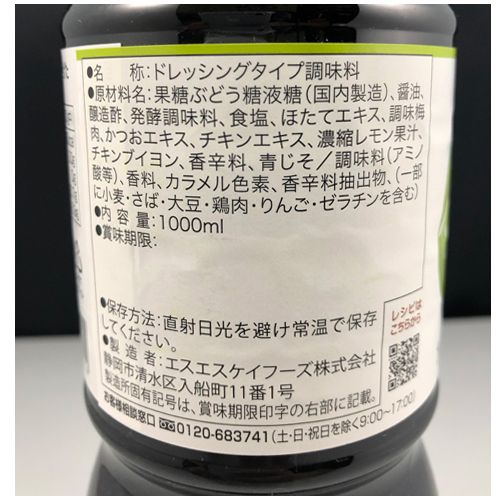 ●名　　称:ドレッシングタイプ調味料
●原材料名:果糖ぶどう糖液糖(国内製造)、醤油、
醸造酢、発酵調味料、食塩、ほたてエキス、調味梅
肉、かつおエキス、チキンエキス、濃縮レモン果汁、
チキンブイヨン、香辛料、青じそ/調味料(アミノ
酸等)、香料、カラメル色素、香辛料抽出物、(一部
に小麦・さば・大豆・鶏肉・りんご・ゼラチンを含む)
●内 容 量:1000ml
●賞味期限:
●保存方法:直射日光を避け常温で保存
してください。
●製 造 者:エスエスケイフーズ株式会社
静岡市清水区入船町11番1号
製造所固有記号は、賞味期限印字の右部に記載。
お客様相談窓口 0120-683741(土・日・祝日を除く9:00~17:00)
レシピは
こちらから